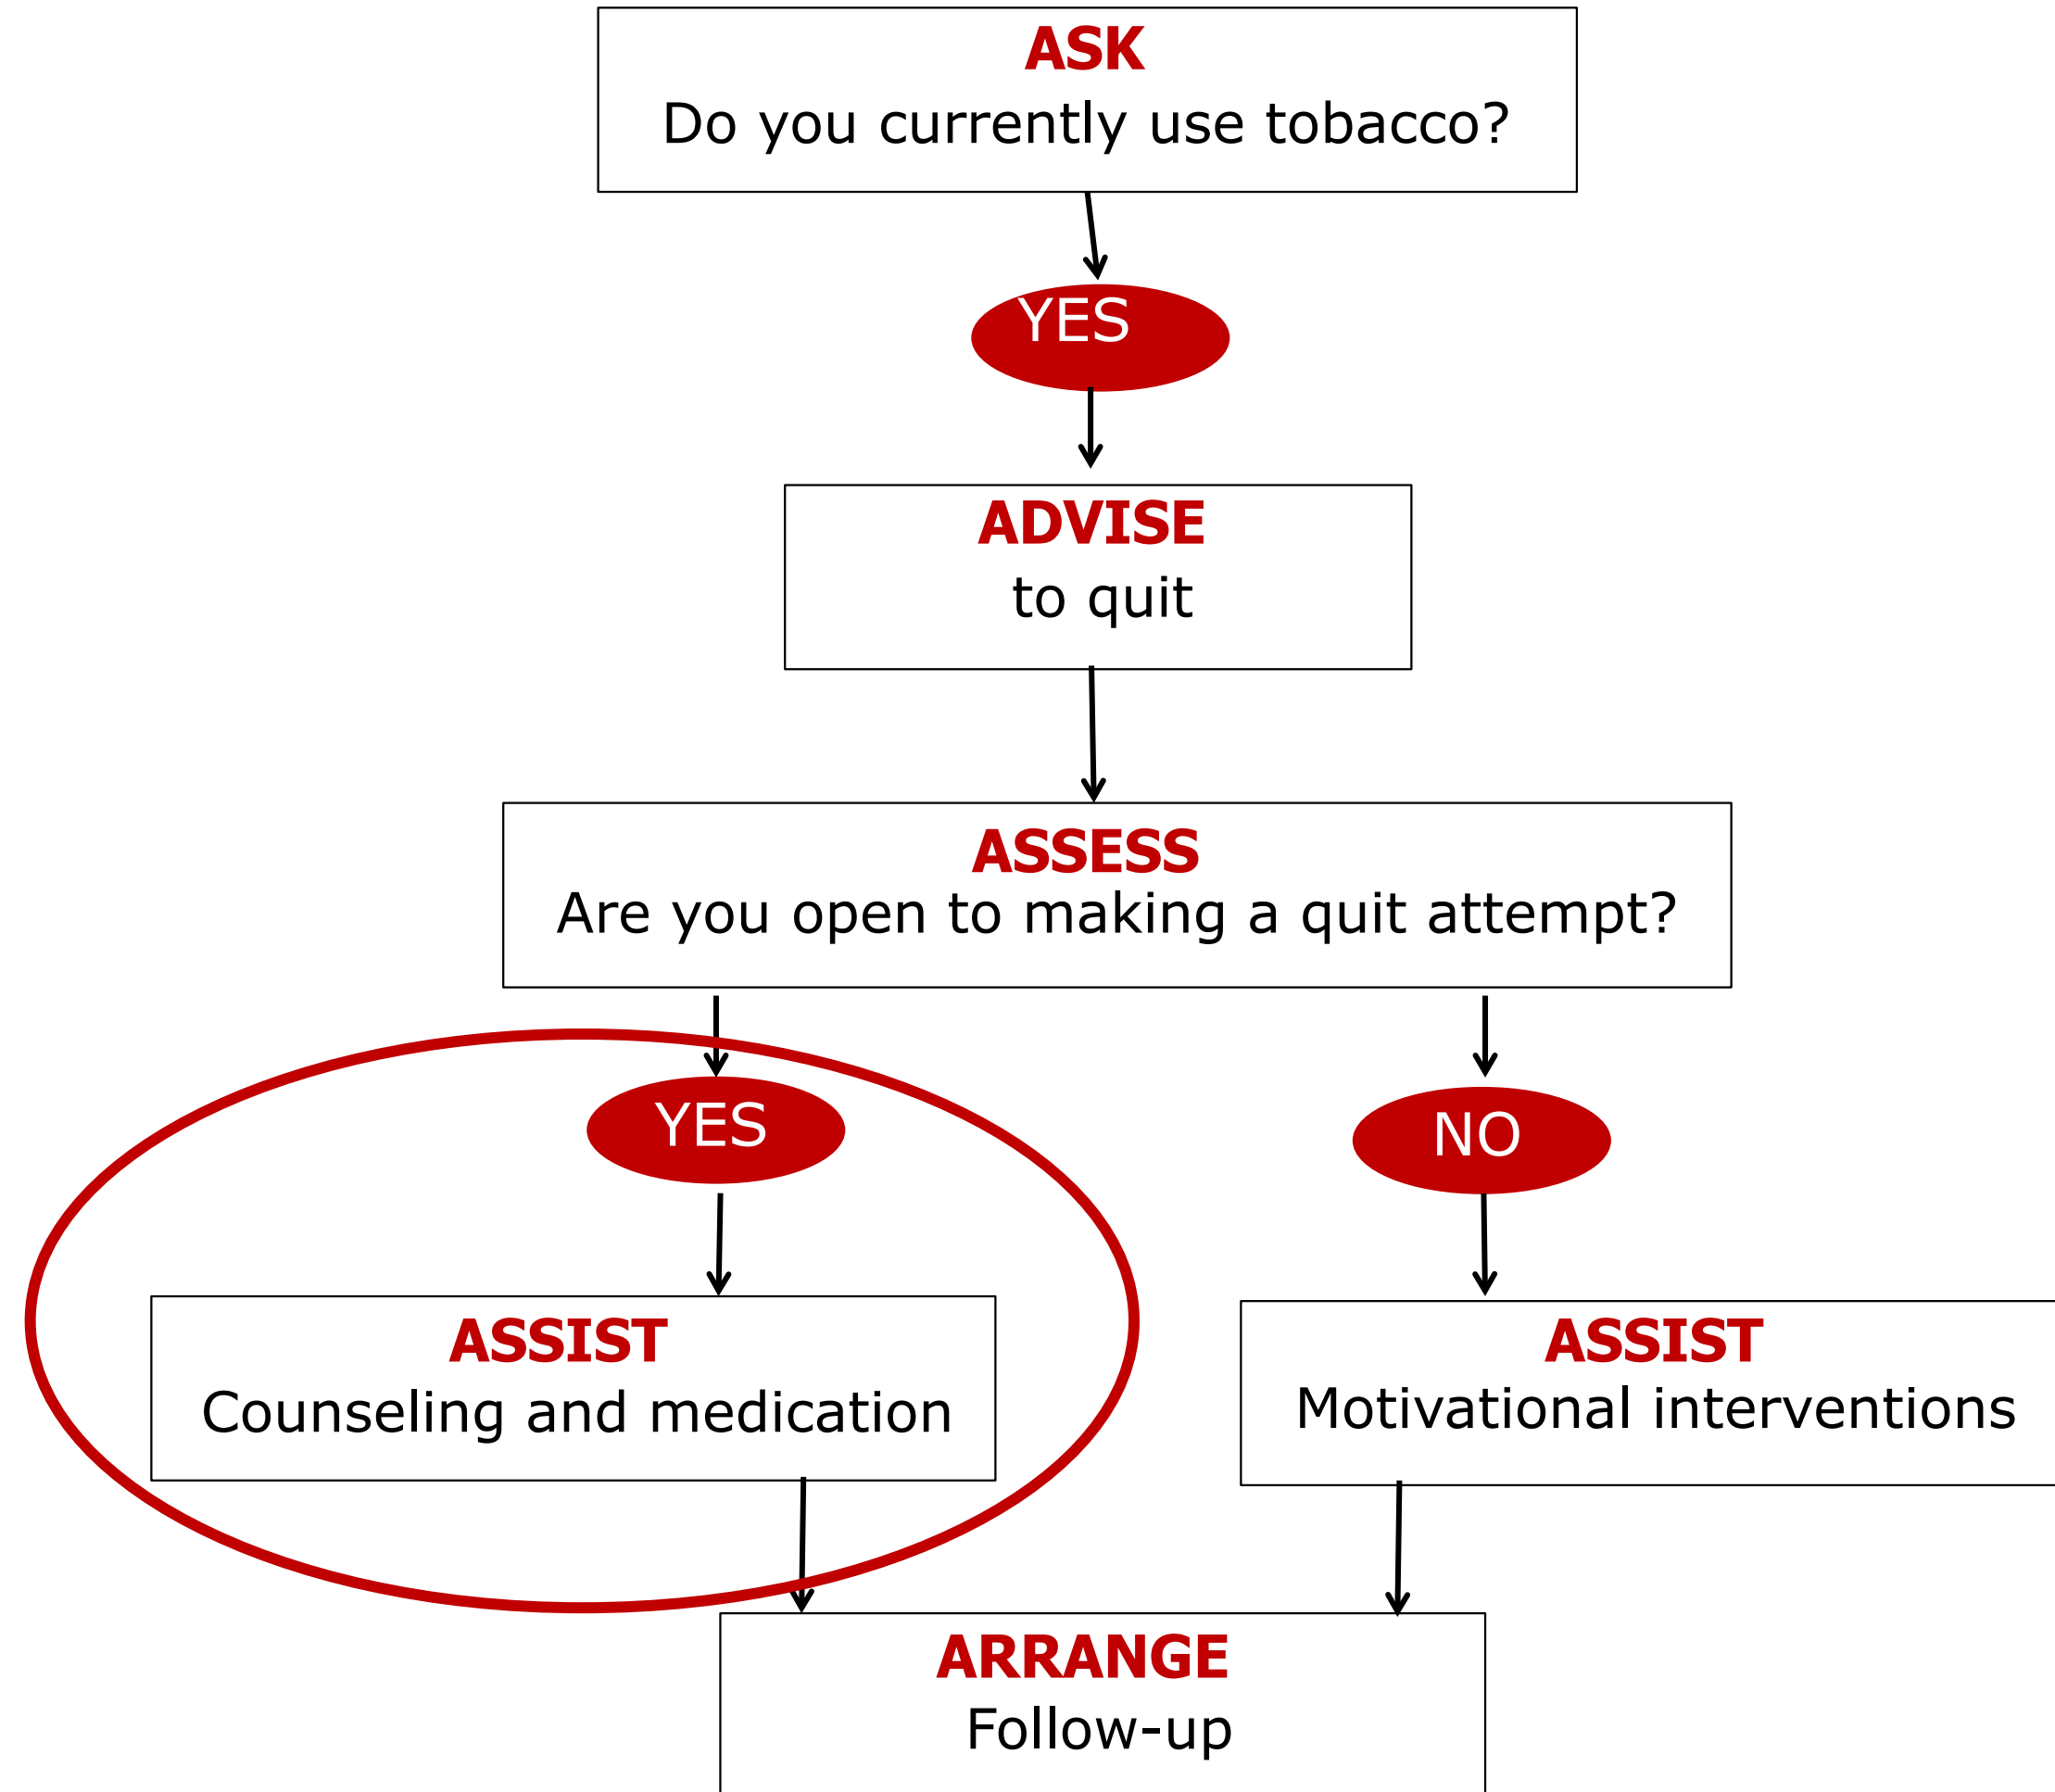 ASK
Do you currently use tobacco?
YES
ADVISE
to quit
ASSESS
Are you open to making a quit attempt?
YES
NO
ASSIST
Counseling and medication
ASSIST
Motivational interventions
ARRANGE
Follow-up